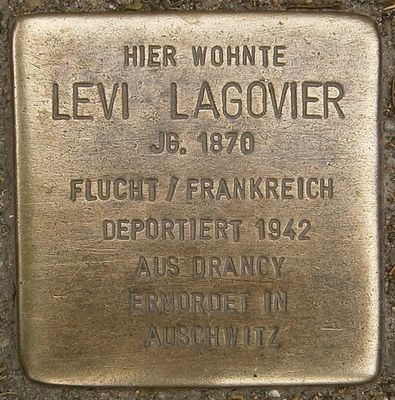 HIER WOHNTE
LEVI LAGOVIER
JG. 1870
FLUCHT / FRANKREICH
DEPORTIERT 1942
AUS DRANCY
ERMORDET IN
AUSCHWITZ